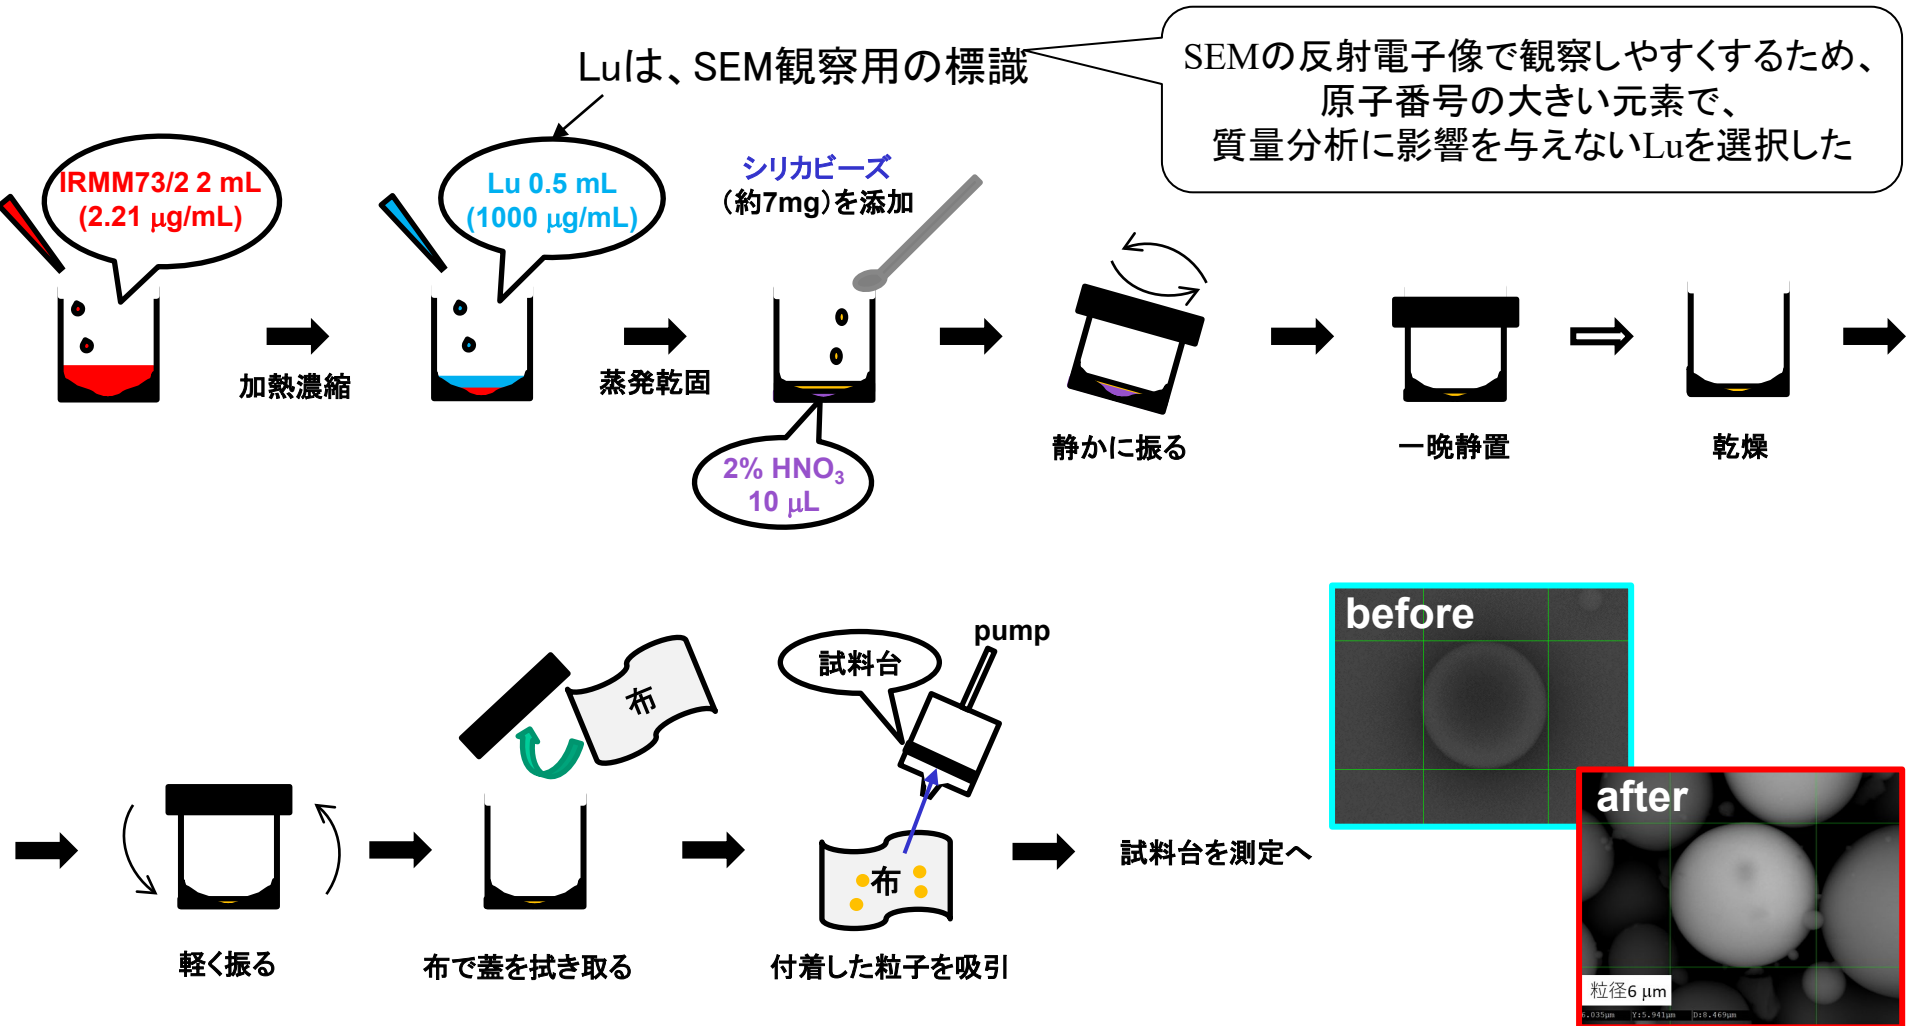 Luは、SEM観察用の標識
SEMの反射電子像で観察しやすくするため、
原子番号の大きい元素で、
質量分析に影響を与えないLuを選択した
IRMM73/2 2 mL
(2.21 μg/mL)
加熱濃縮
Lu 0.5 mL
(1000 μg/mL)
蒸発乾固
シリカビーズ
（約7mg）を添加
2% HNO₃
10 μL
静かに振る
一晩静置
乾燥
軽く振る
布
布で蓋を拭き取る
試料台
pump
布
付着した粒子を吸引
試料台を測定へ
before
after
粒径6 μm
6.035μm Y:5.941μm D:8.469μm